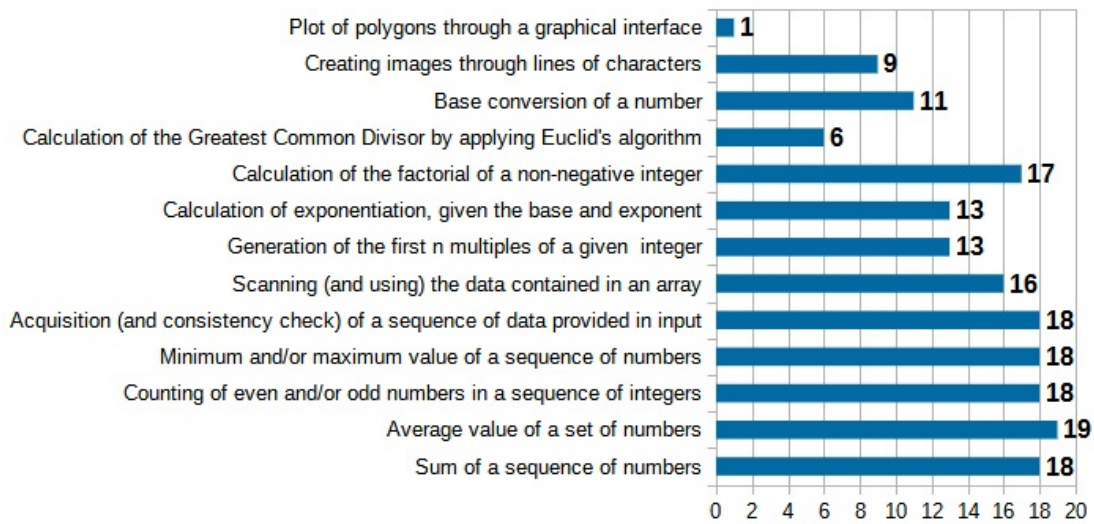 Plot of polygons through a graphical interface 1
Creating images through lines of characters 9
Base conversion of a number 11
Calculation of the Greatest Common Divisor by applying Euclid's algorithm 6
Calculation of the factorial of a non-negative integer 17
Calculation of exponentiation, given the base and exponent 13
Generation of the first n multiples of a given integer 13
Scanning (and using) the data contained in an array 16
Acquisition (and consistency check) of a sequence of data provided in input 18
Minimum and/or maximum value of a sequence of numbers 18
Counting of even and/or odd numbers in a sequence of integers 18
Average value of a set of numbers 19
Sum of a sequence of numbers 18
0 2 4 6 8 10 12 14 16 18 20